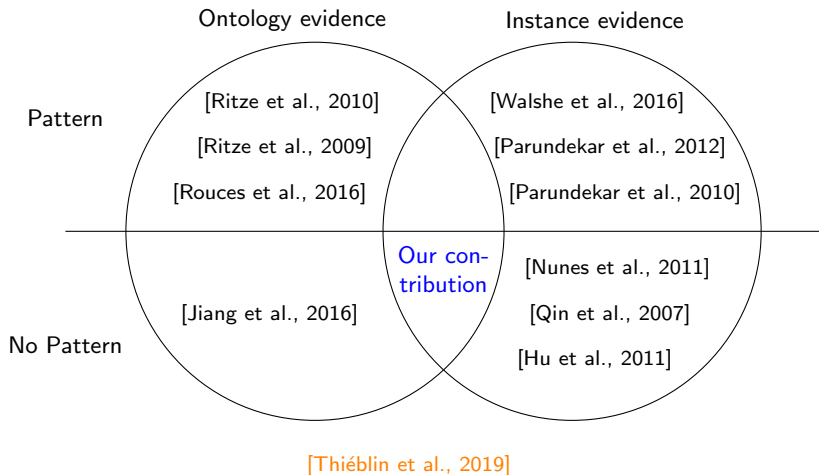 Ontology evidence
Instance evidence
Pattern
[Ritze et al., 2010]
[Ritze et al., 2009]
[Rouces et al., 2016]
[Walshe et al., 2016]
[Parundekar et al., 2012]
[Parundekar et al., 2010]
Our con-
tribution
No Pattern
[Jiang et al., 2016]
[Nunes et al., 2011]
[Qin et al., 2007]
[Hu et al., 2011]
[Thiéblin et al., 2019]